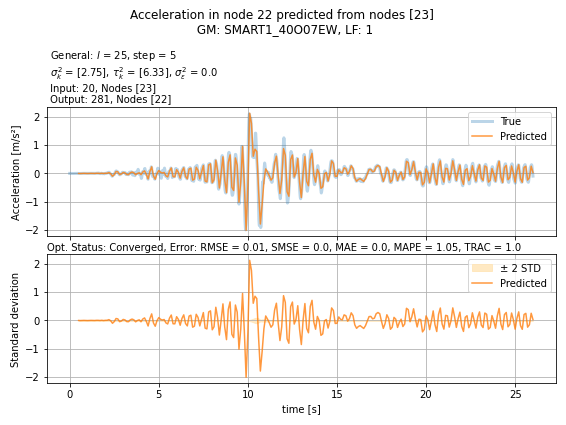 Acceleration in node 22 predicted from nodes [23]
GM: SMART1_40O07EW, LF: 1
General: l = 25, step = 5
σ²ₖ = [2.75], τ²ₖ = [6.33], σ²ε = 0.0
Input: 20, Nodes [23]
Output: 281, Nodes [22]
Acceleration [m/s²]
2
1
0
−1
−2
True
Predicted
Opt. Status: Converged, Error: RMSE = 0.01, SMSE = 0.0, MAE = 0.0, MAPE = 1.05, TRAC = 1.0
Standard deviation
2
1
0
−1
−2
± 2 STD
Predicted
0 5 10 15 20 25
time [s]